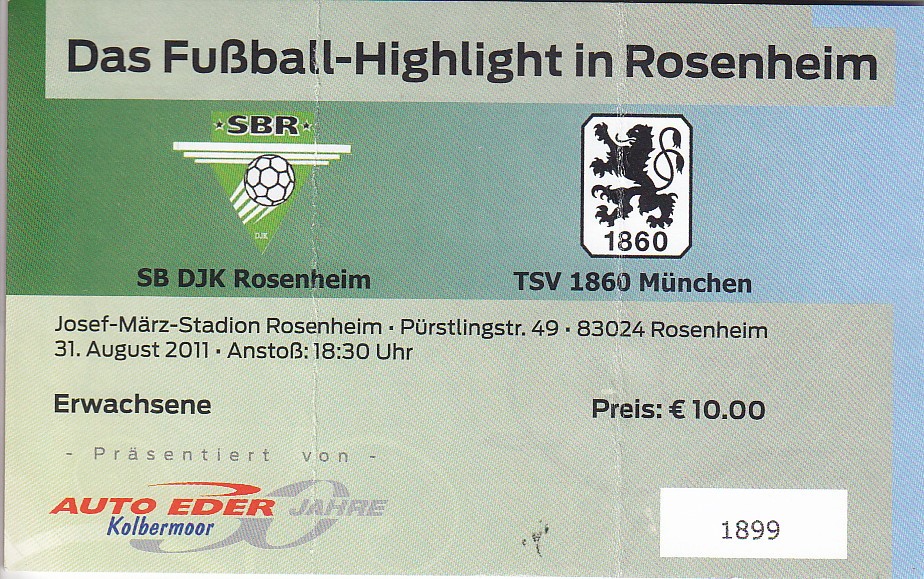 Das Fußball-Highlight in Rosenheim
SBR
DJK
1860
SB DJK Rosenheim
TSV 1860 München
Josef-März-Stadion Rosenheim · Pürstlingstr. 49 · 83024 Rosenheim
31. August 2011 · Anstoß: 18:30 Uhr
Erwachsene
Preis: € 10.00
- Präsentiert von -
AUTO EDER
Kolbermoor
50 JAHRE
1899